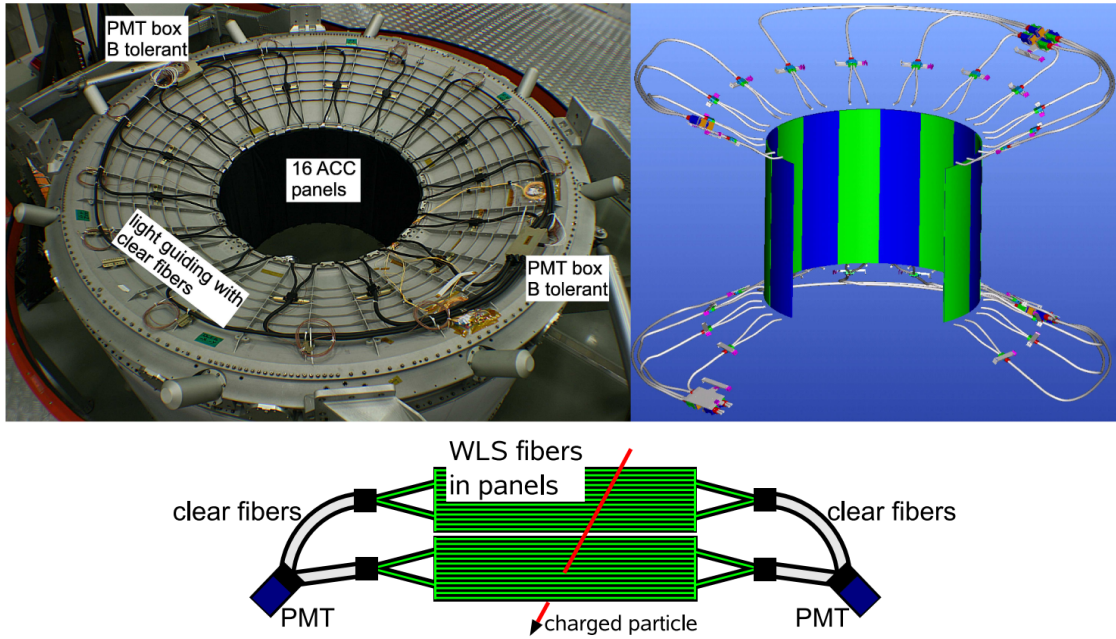 PMT box
B tolerant
16 ACC
panels
light guiding with
clear fibers
PMT box
B tolerant
WLS fibers
in panels
clear fibers
clear fibers
PMT
PMT
charged particle